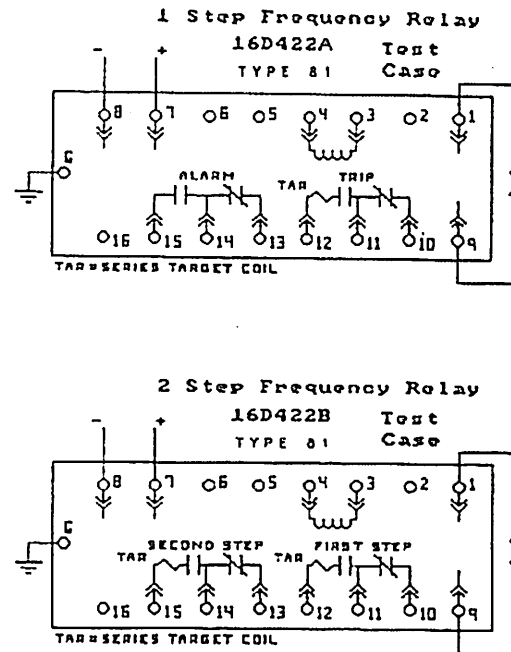 1 Step Frequency Relay
16D422A Test
TYPE 81 Case
- +
8 7 6 5 4 3 2 1
G
ALARM TAR TRIP
16 15 14 13 12 11 10 9
TAR=SERIES TARGET COIL
2 Step Frequency Relay
16D422B Test
TYPE 81 Case
- +
8 7 6 5 4 3 2 1
G
TAR SECOND STEP TAR FIRST STEP
16 15 14 13 12 11 10 9
TAR=SERIES TARGET COIL